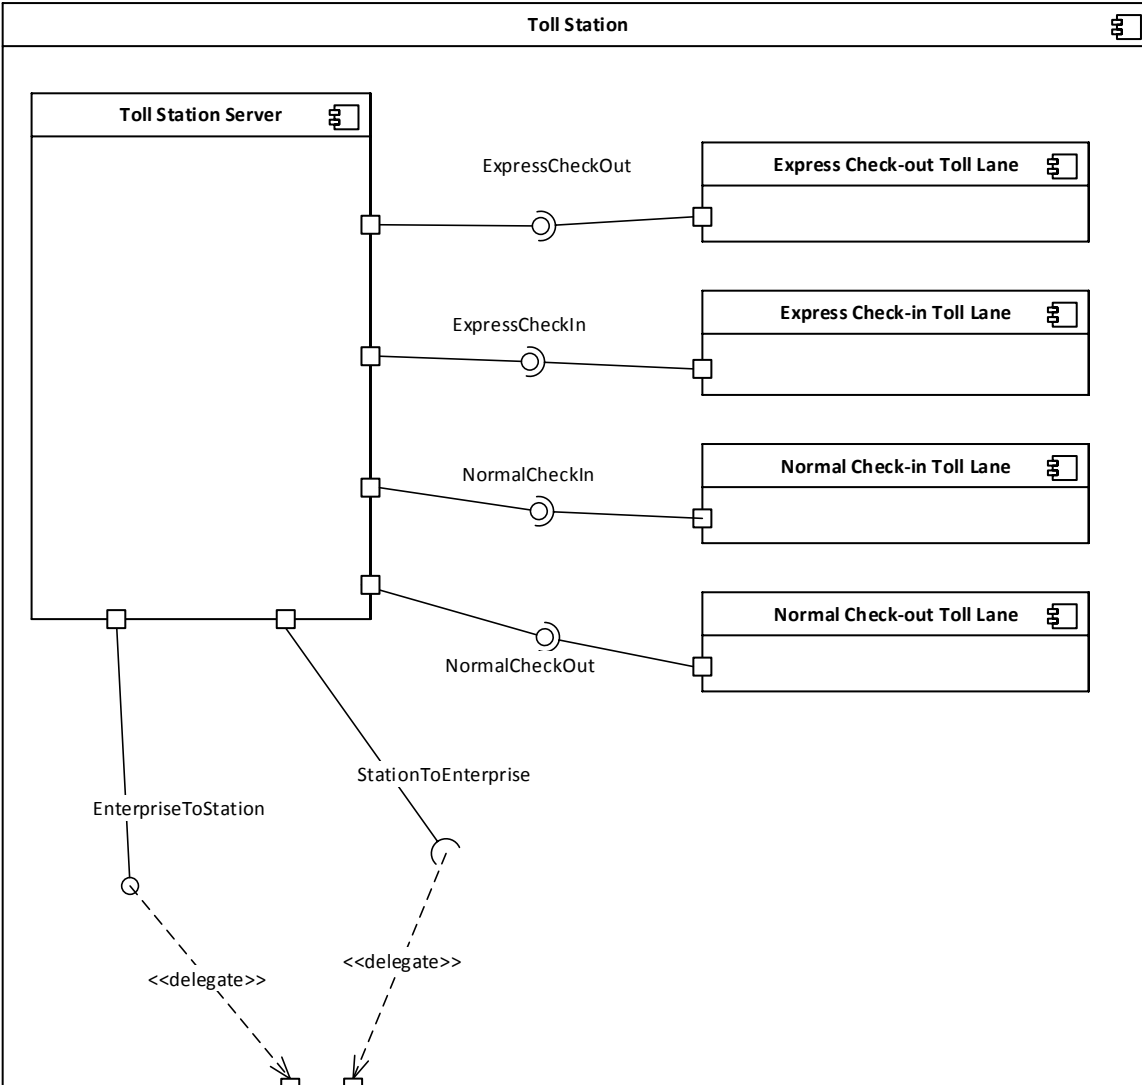 Toll Station
Toll Station Server
ExpressCheckOut
Express Check-out Toll Lane
ExpressCheckIn
Express Check-in Toll Lane
NormalCheckIn
Normal Check-in Toll Lane
Normal Check-out Toll Lane
NormalCheckOut
StationToEnterprise
EnterpriseToStation
<<delegate>>
<<delegate>>